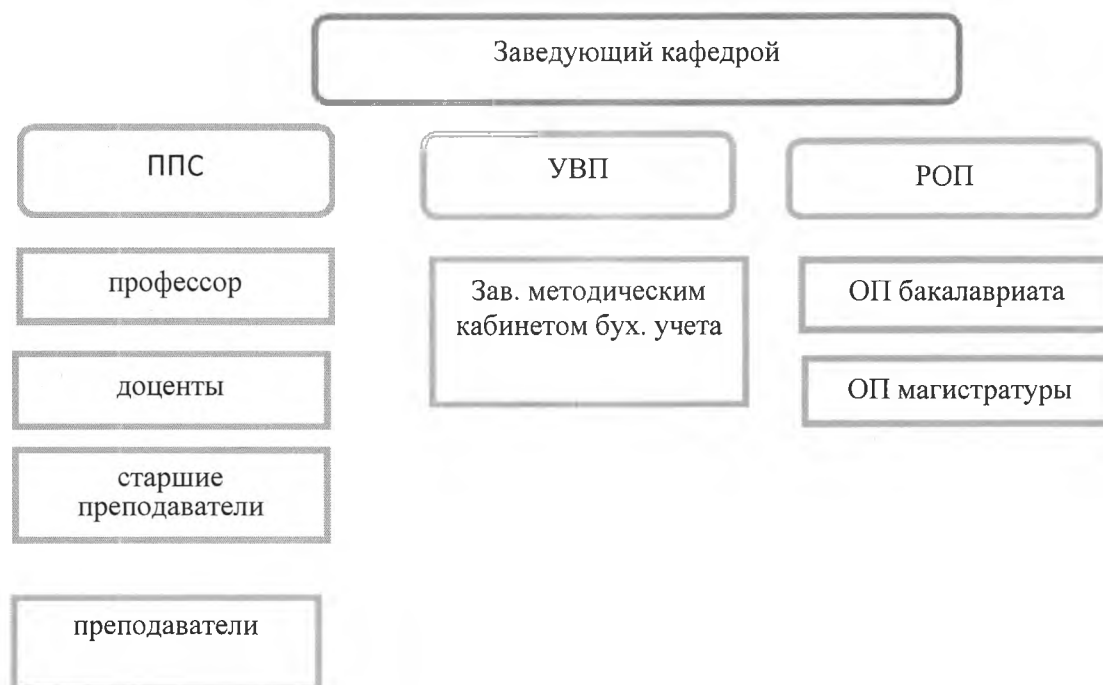 Заведующий кафедрой
ППС
УВП
РОП
профессор
доценты
старшие
преподаватели
преподаватели
Зав. методическим
кабинетом бух. учета
ОП бакалавриата
ОП магистратуры